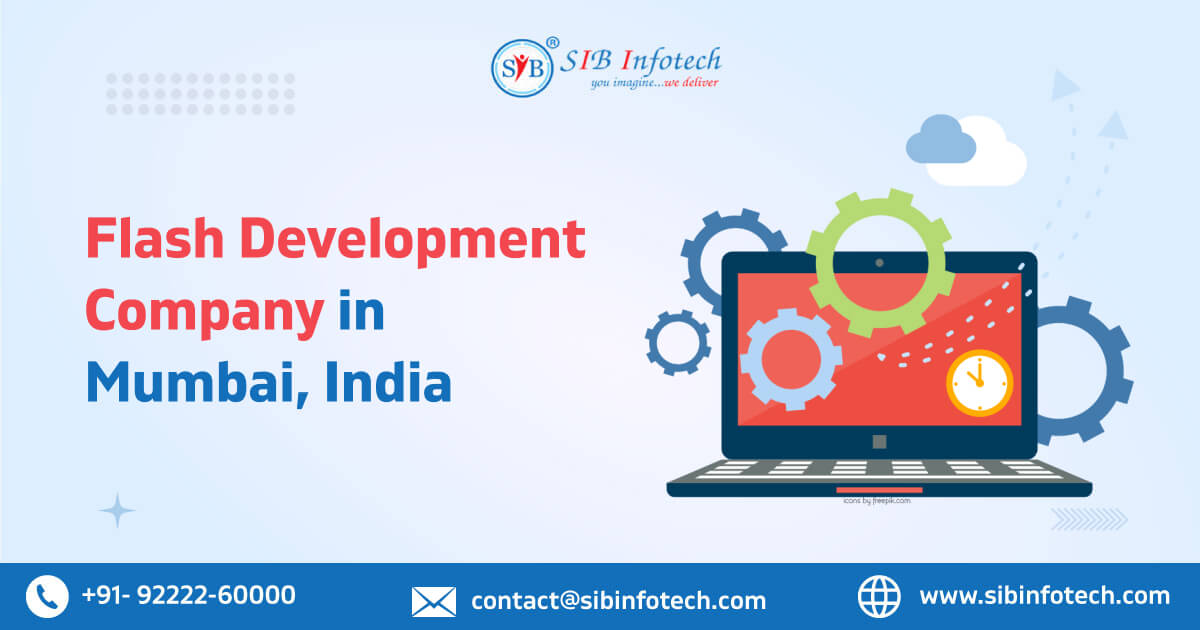 SIB
®
SIB Infotech
you imagine...we deliver
Flash Development
Company in
Mumbai, India
icons by freepik.com
+91- 92222-60000
contact@sibinfotech.com
www.sibinfotech.com